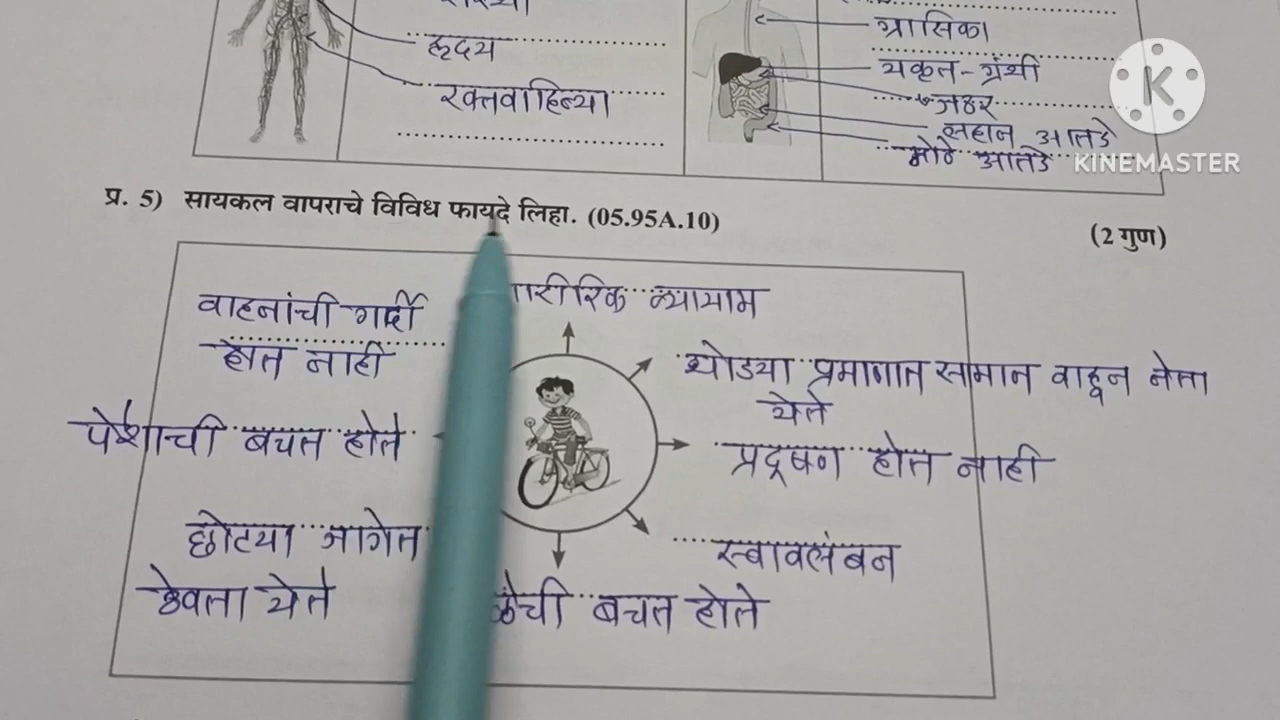 हृदय
रक्तवाहिन्या
ग्रासिका
यकृत-ग्रंथी
जठर
लहान आतडे
मोठे आतडे
KINEMASTER
प्र. 5) सायकल वापराचे विविध फायदे लिहा. (05.95A.10) (2 गुण)
वाहनांची गर्दी
होत नाही
शारीरिक व्यायाम
थोड्या प्रमाणात सामान वाहून नेता
येते
पैशाची बचत होते
प्रदूषण होत नाही
छोट्या जागेत
ठेवता येते
स्वावलंबन
बचत होते